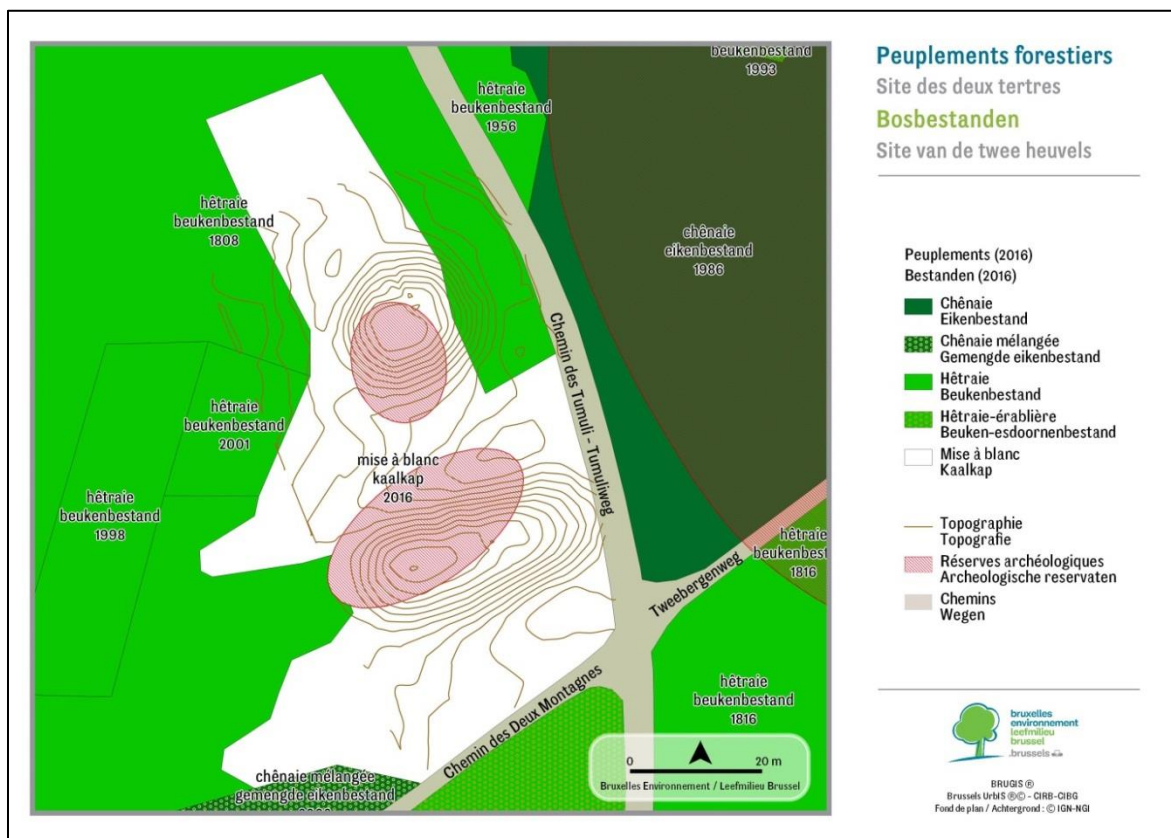 Peuplements forestiers
Site des deux tertres
Bosbestanden
Site van de twee heuvels
Peuplements (2016)
Bestanden (2016)
Chênaie
Eikenbestand
Chênaie mélangée
Gemengde eikenbestand
Hêtraie
Beukenbestand
Hêtraie-érablière
Beuken-esdoornenbestand
Mise à blanc
Kaalkap
Topographie
Topografie
Réserves archéologiques
Archeologische reservaten
Chemins
Wegen
bruxelles
environnement
leefmilieu
brussel
.brussels
BRUGIS ®
Brussels UrbIS ®© - CIRB-CIBG
Fond de plan / Achtergrond : © IGN-NGI
beukenbestand
1993
hêtraie
beukenbestand
1956
hêtraie
beukenbestand
1808
chênaie
eikenbestand
1986
Chemin des Tumuli - Tumuliweg
hêtraie
beukenbestand
2001
mise à blanc
kaalkap
2016
hêtraie
beukenbestand
1998
hêtraie
beukenbest
1816
Tweebergenweg
hêtraie
beukenbestand
1816
Chemin des Deux Montagnes
chênaie mélangée
gemengde eikenbestand
0 20 m
Bruxelles Environnement / Leefmilieu Brussel